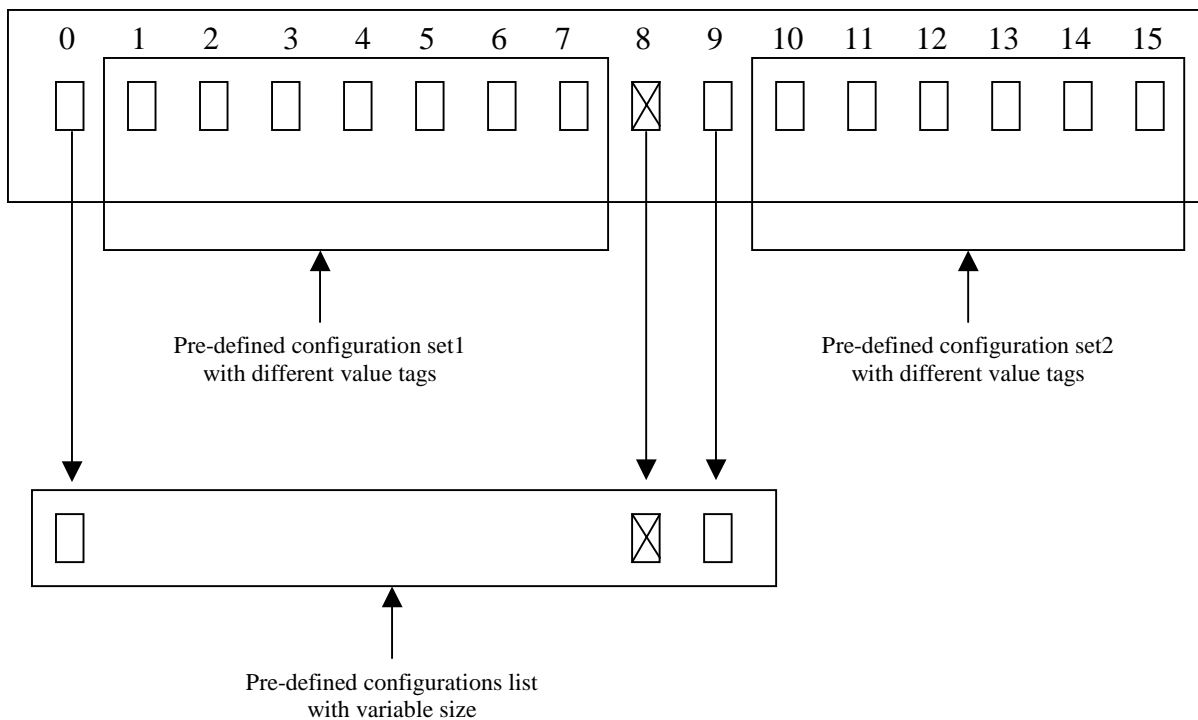 0 1 2 3 4 5 6 7 8 9 10 11 12 13 14 15
Pre-defined configuration set1
with different value tags
Pre-defined configuration set2
with different value tags
Pre-defined configurations list
with variable size